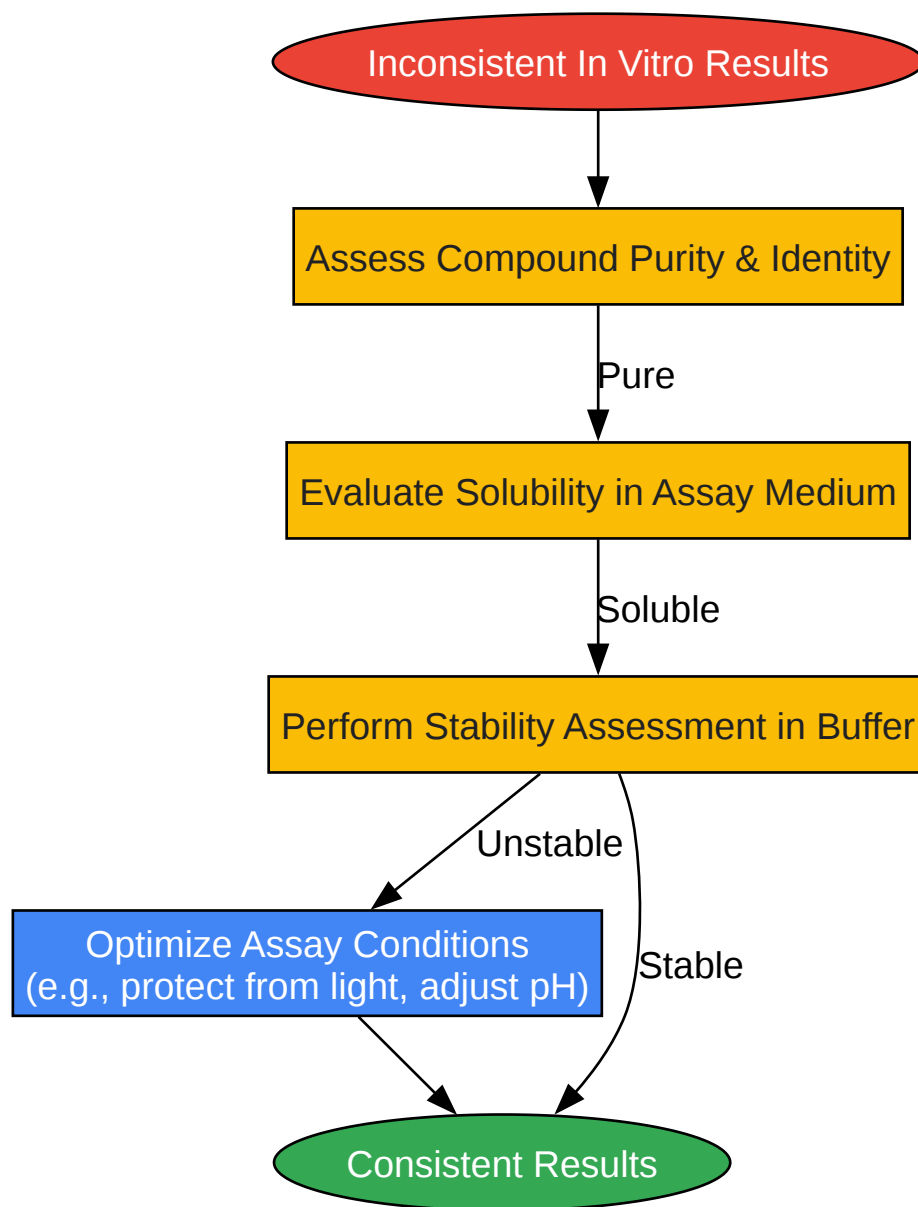 Inconsistent In Vitro Results
Assess Compound Purity & Identity
Pure
Evaluate Solubility in Assay Medium
Soluble
Perform Stability Assessment in Buffer
Unstable
Optimize Assay Conditions
(e.g., protect from light, adjust pH)
Stable
Consistent Results